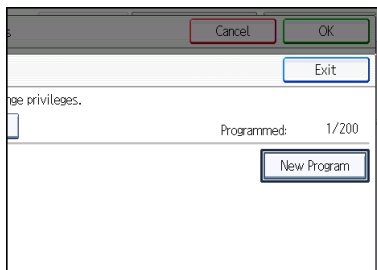 s Cancel OK
Exit
nge privileges.
Programmed: 1/200
New Program